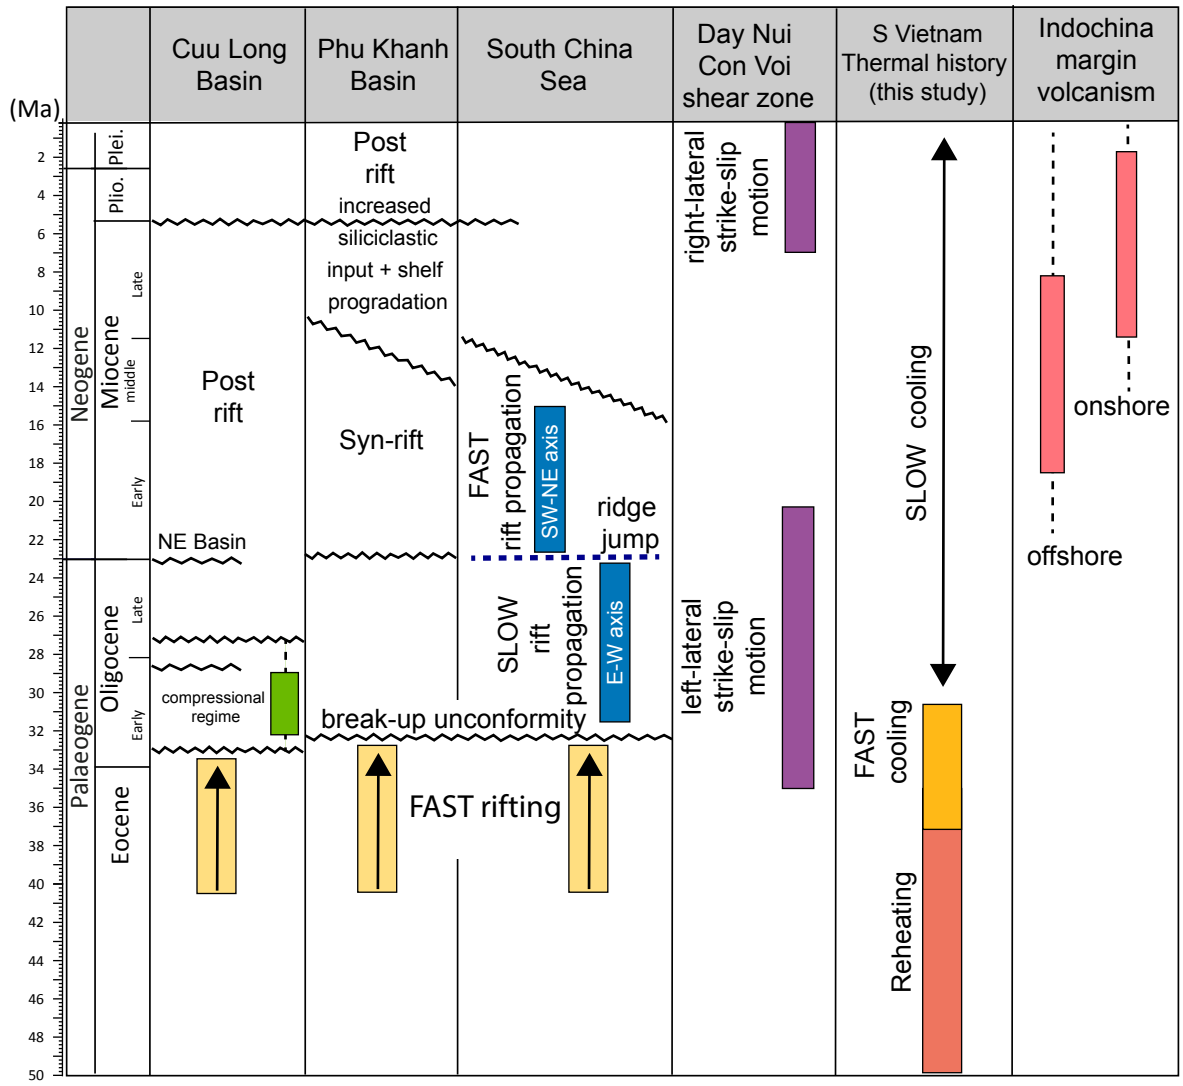 Cuu Long
Basin
Phu Khanh
Basin
South China
Sea
Day Nui
Con Voi
shear zone
S Vietnam
Thermal history
(this study)
Indochina
margin
volcanism
(Ma)
2
4
6
8
10
12
14
16
18
20
22
24
26
28
30
32
34
36
38
40
42
44
46
48
50
Neogene
Palaeogene
Plei.
Plio.
Miocene
Oligocene
Eocene
Late
middle
Early
Late
Early
Post
rift
NE Basin
compressional
regime
Post
rift
increased
siliciclastic
input + shelf
progradation
Syn-rift
break-up unconformity
FAST rifting
FAST
rift propagation
SW-NE axis
ridge
jump
SLOW
rift
propagation
E-W axis
right-lateral
strike-slip
motion
left-lateral
strike-slip
motion
SLOW cooling
FAST
cooling
Reheating
onshore
offshore